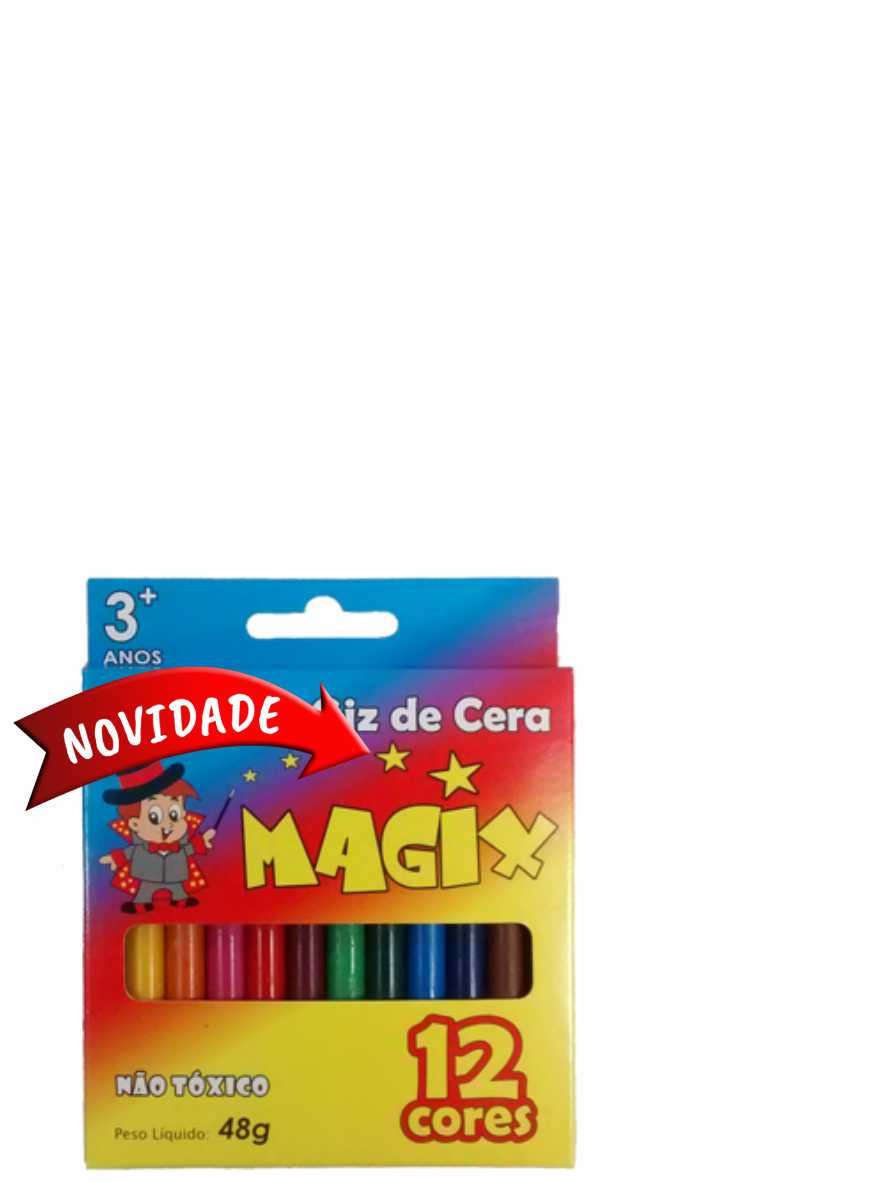 3+
ANOS
NOVIDADE
Giz de Cera
MAGIX
12
cores
NÃO TÓXICO
Peso Líquido: 48g